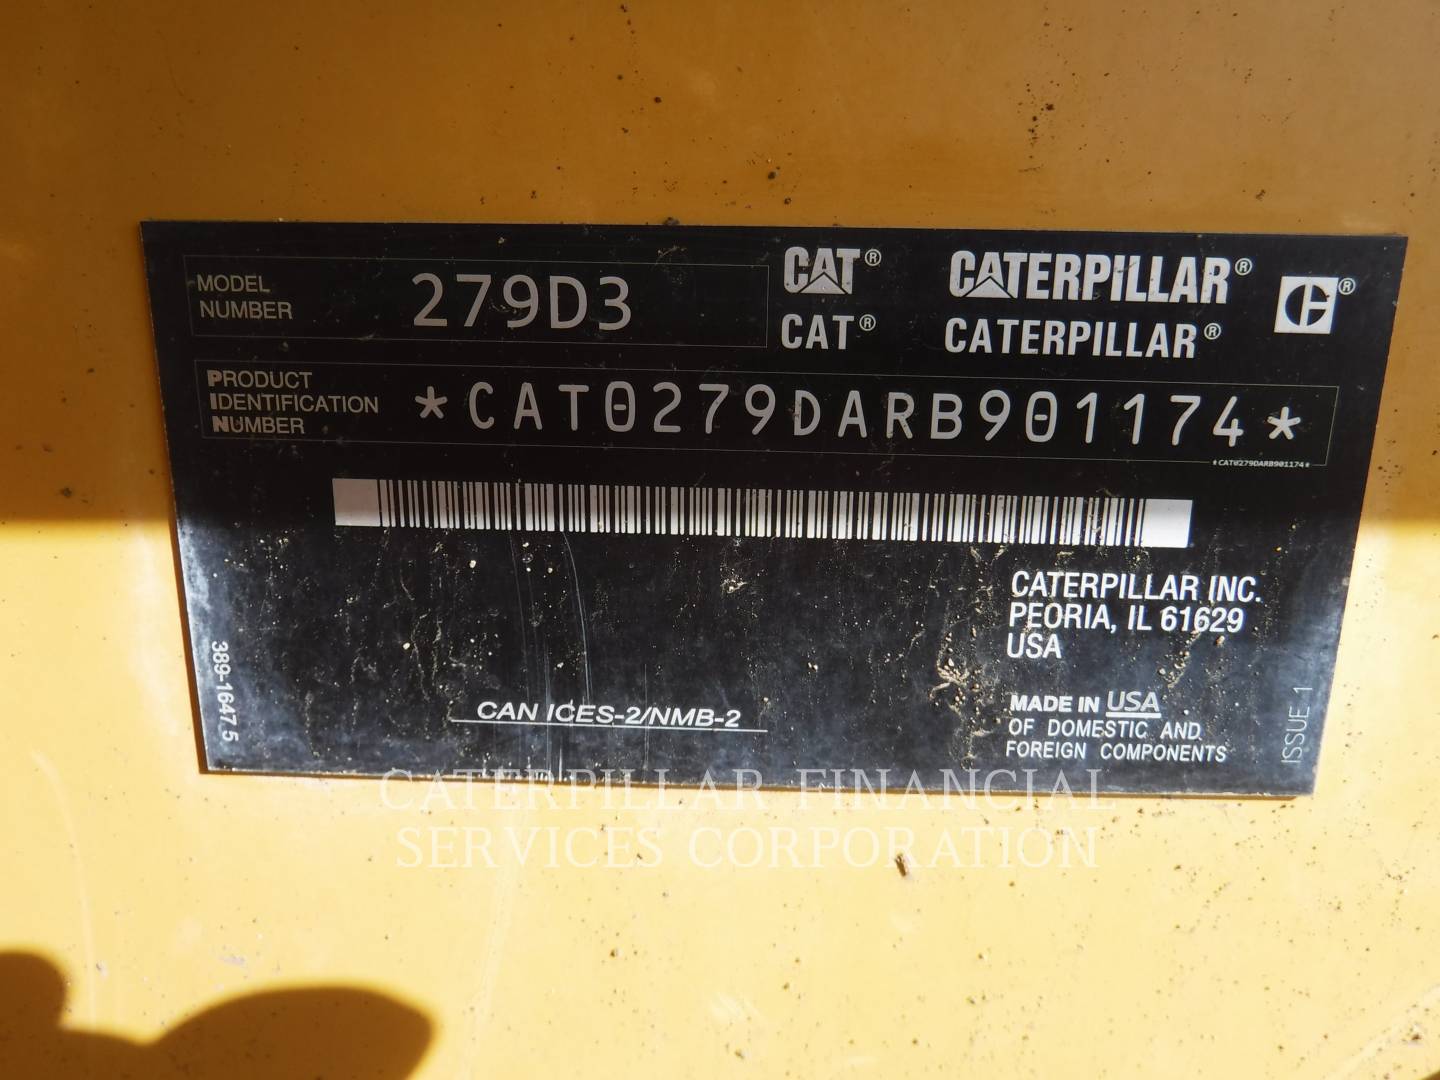 MODEL
NUMBER
279D3
CAT® CATERPILLAR®
CAT® CATERPILLAR®
C®
PRODUCT
IDENTIFICATION
NUMBER
*CAT0279DARB901174*
*CAT0279DARB901174*
CATERPILLAR INC.
PEORIA, IL 61629
USA
MADE IN USA
OF DOMESTIC AND
FOREIGN COMPONENTS
CAN ICES-2/NMB-2
389-1647 5
ISSUE 1
CATERPILLAR FINANCIAL
SERVICES CORPORATION